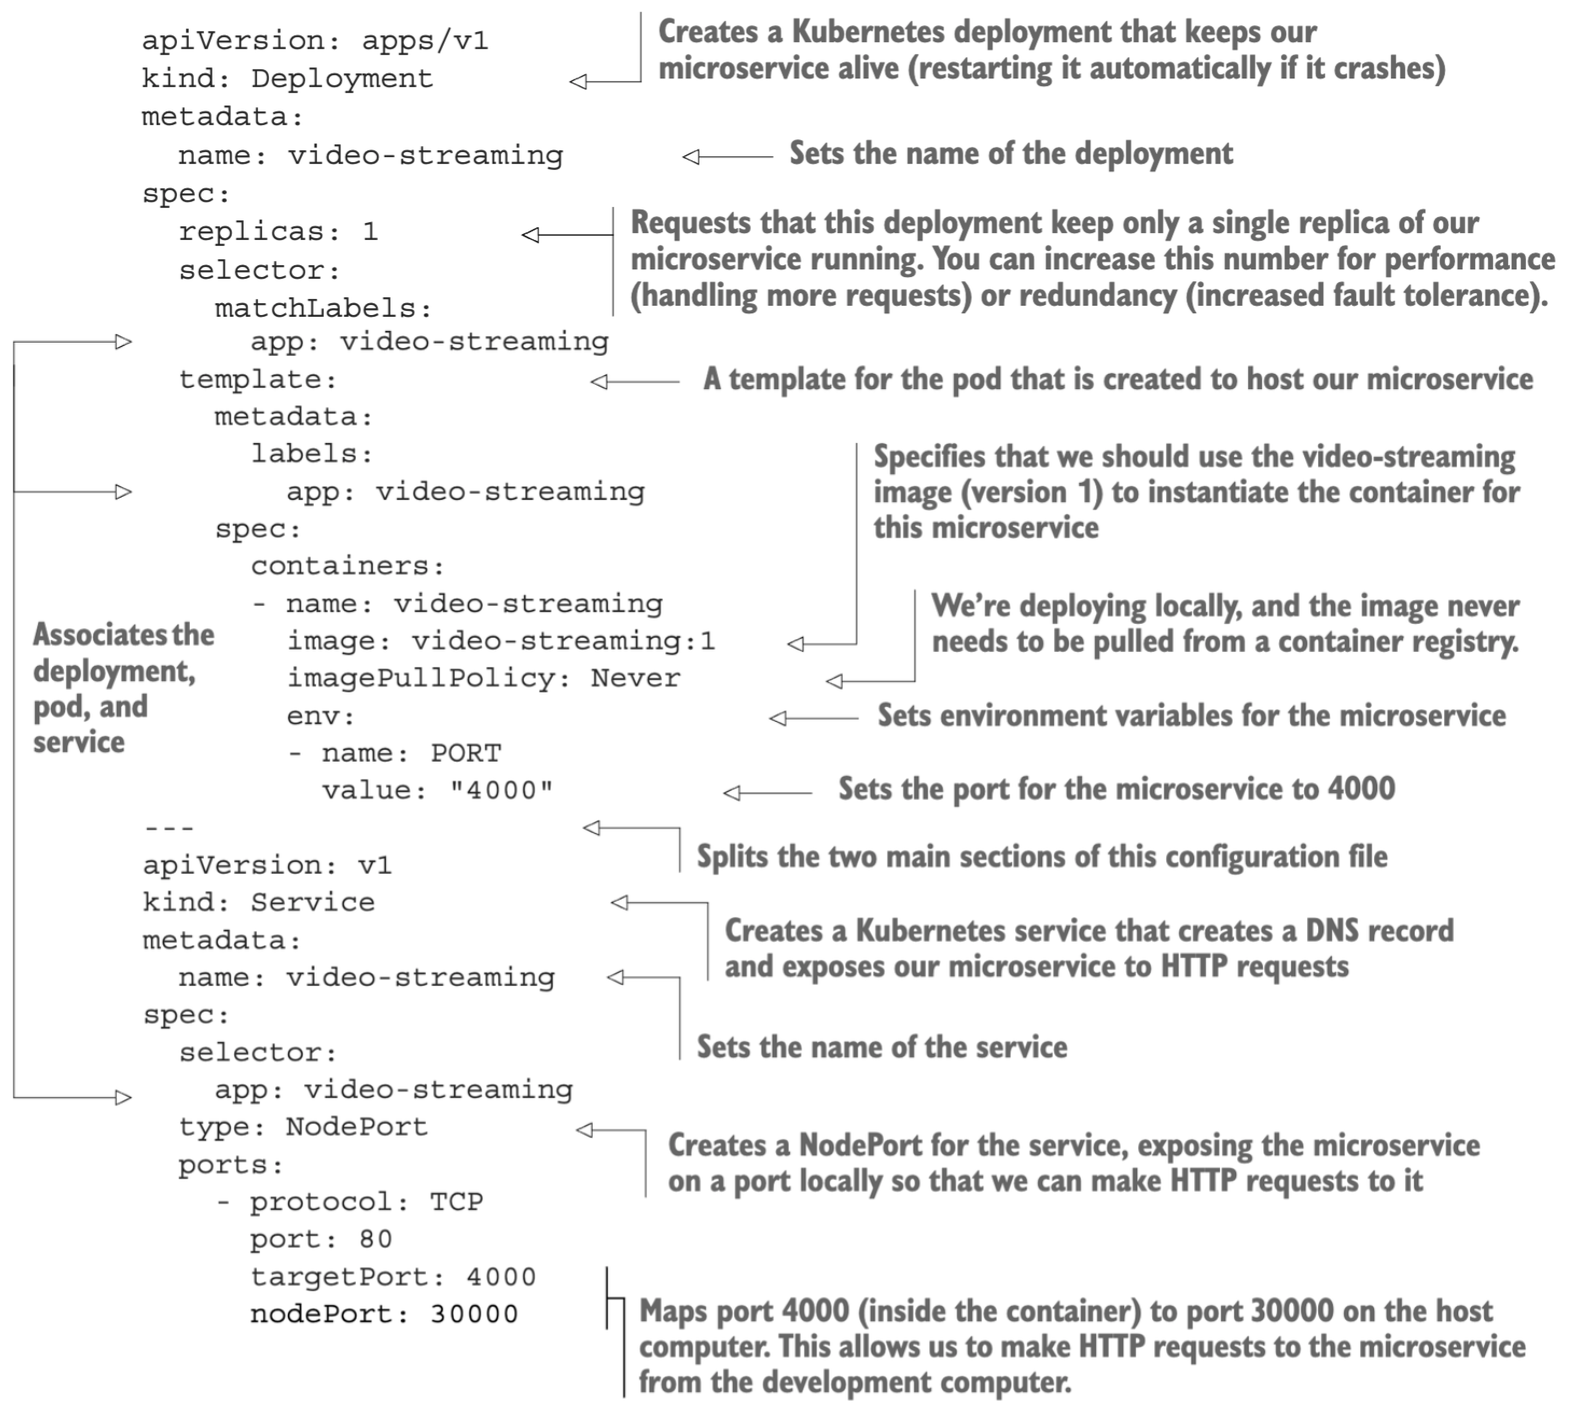 apiVersion: apps/v1
kind: Deployment
Creates a Kubernetes deployment that keeps our
microservice alive (restarting it automatically if it crashes)
metadata:
name: video-streaming
Sets the name of the deployment
spec:
replicas: 1
selector:
matchLabels:
Requests that this deployment keep only a single replica of our
microservice running. You can increase this number for performance
(handling more requests) or redundancy (increased fault tolerance).
app: video-streaming
template:
A template for the pod that is created to host our microservice
metadata:
labels:
app: video-streaming
spec:
containers:
- name: video-streaming
image: video-streaming:1
Specifies that we should use the video-streaming
image (version 1) to instantiate the container for
this microservice
imagePullPolicy: Never
We're deploying locally, and the image never
needs to be pulled from a container registry.
env:
Sets environment variables for the microservice
- name: PORT
value: "4000"
Sets the port for the microservice to 4000
Associates the
deployment,
pod, and
service
---
Splits the two main sections of this configuration file
apiVersion: v1
kind: Service
Creates a Kubernetes service that creates a DNS record
and exposes our microservice to HTTP requests
metadata:
name: video-streaming
Sets the name of the service
spec:
selector:
app: video-streaming
type: NodePort
Creates a NodePort for the service, exposing the microservice
on a port locally so that we can make HTTP requests to it
ports:
- protocol: TCP
port: 80
targetPort: 4000
nodePort: 30000
Maps port 4000 (inside the container) to port 30000 on the host
computer. This allows us to make HTTP requests to the microservice
from the development computer.